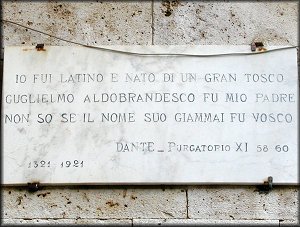 IO FUI LATINO E NATO DI UN GRAN TOSCO
GUGLIELMO ALDOBRANDESCO FU MIO PADRE
NON SO SE IL NOME SUO GIAMMAI FU VOSCO
DANTE _ PURGATORIO XI 58 60
1321 1921